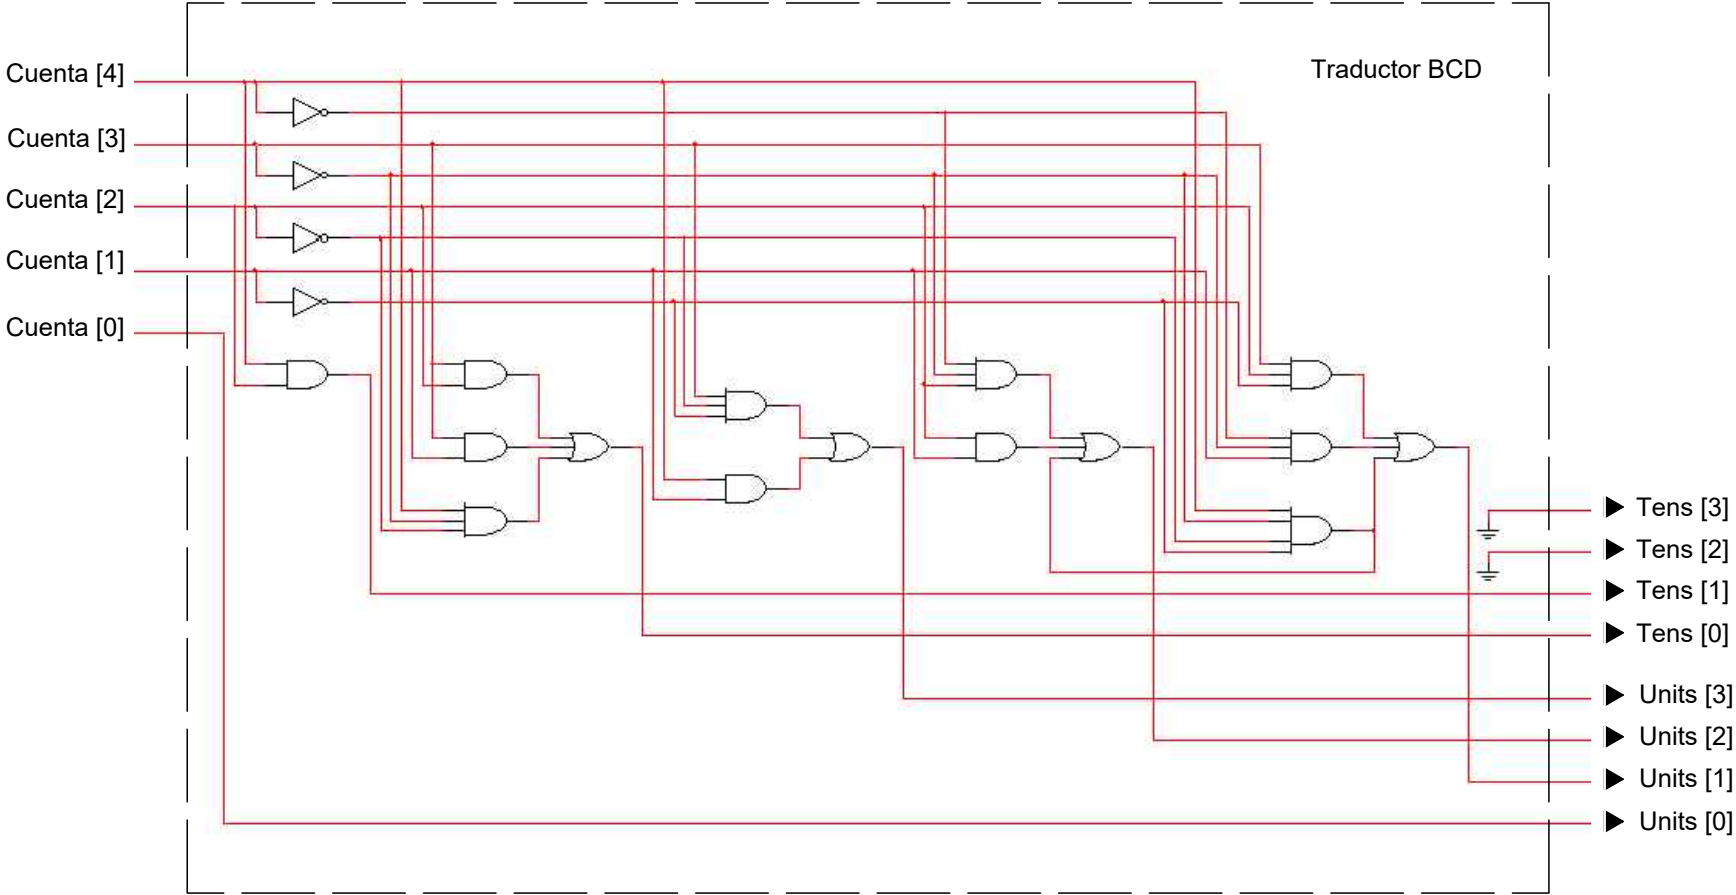 Traductor BCD
Cuenta [4]
Cuenta [3]
Cuenta [2]
Cuenta [1]
Cuenta [0]
Tens [3]
Tens [2]
Tens [1]
Tens [0]
Units [3]
Units [2]
Units [1]
Units [0]